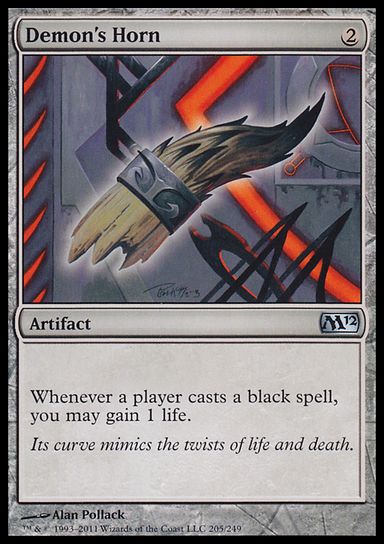 Demon's Horn 2
Artifact M12
Whenever a player casts a black spell,
you may gain 1 life.
Its curve mimics the twists of life and death.
Alan Pollack
™ & © 1993–2011 Wizards of the Coast LLC 205/249